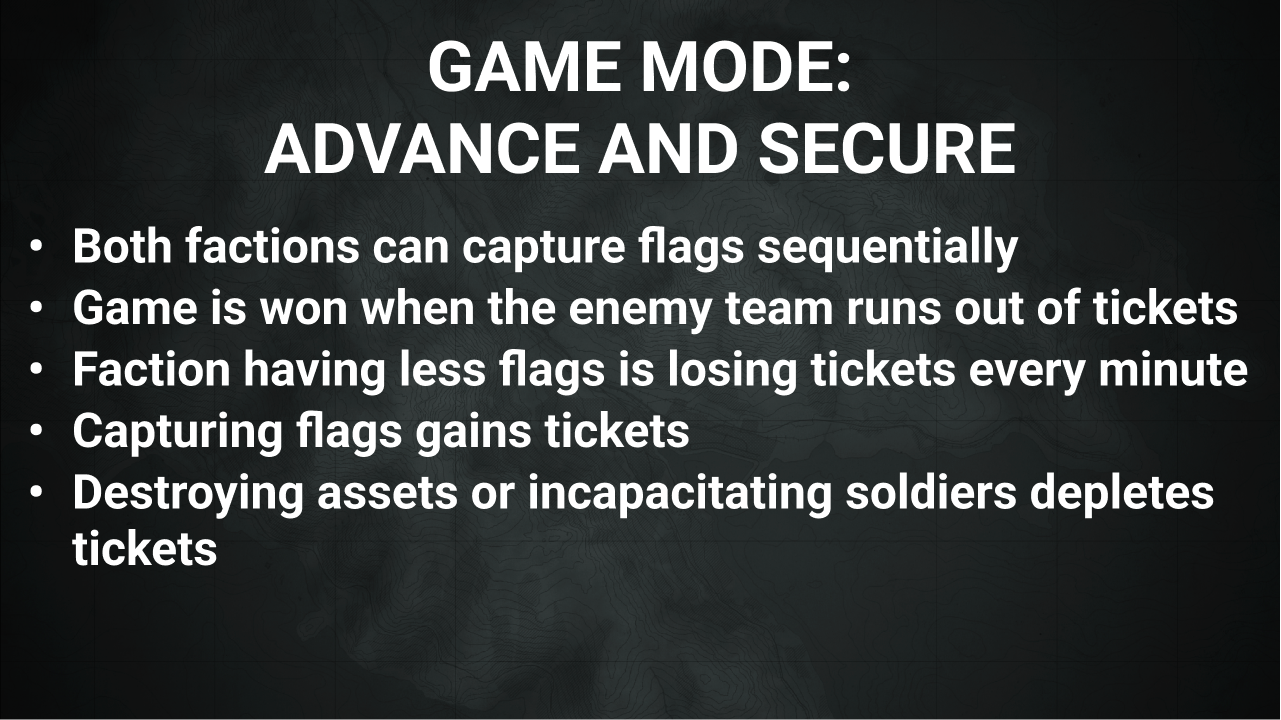 GAME MODE:
ADVANCE AND SECURE
• Both factions can capture flags sequentially
• Game is won when the enemy team runs out of tickets
• Faction having less flags is losing tickets every minute
• Capturing flags gains tickets
• Destroying assets or incapacitating soldiers depletes
tickets